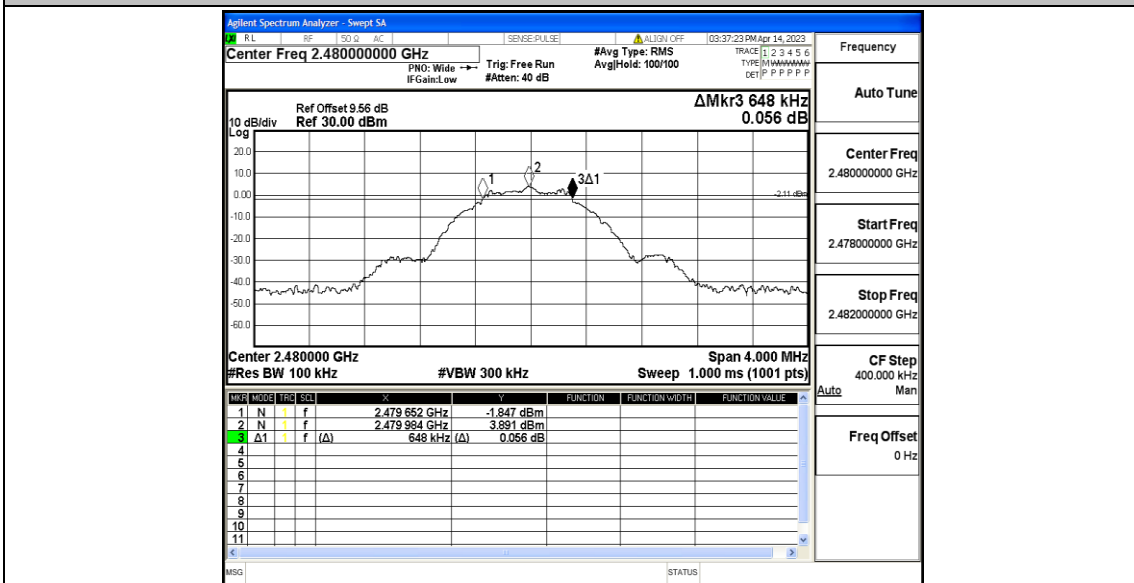 Agilent Spectrum Analyzer - Swept SA
RL RF 50 Ω AC SENSE:PULSE ALIGN OFF 03:37:23 PM Apr 14, 2023
Center Freq 2.480000000 GHz
PNO: Wide
IFGain:Low
Trig: Free Run
#Atten: 40 dB
#Avg Type: RMS
Avg|Hold: 100/100
TRACE 1 2 3 4 5 6
TYPE M WWWWW
DET P P P P P P
Frequency
Auto Tune
Center Freq
2.480000000 GHz
Start Freq
2.478000000 GHz
Stop Freq
2.482000000 GHz
CF Step
400.000 kHz
Auto Man
Freq Offset
0 Hz
ΔMkr3 648 kHz
0.056 dB
Ref Offset 9.56 dB
10 dB/div Ref 30.00 dBm
Log
20.0
10.0
0.00
-10.0
-20.0
-30.0
-40.0
-50.0
-60.0
1
2
3Δ1
-2.11 dBm
Center 2.480000 GHz Span 4.000 MHz
#Res BW 100 kHz #VBW 300 kHz Sweep 1.000 ms (1001 pts)
MKR MODE TRC SCL X Y FUNCTION FUNCTION WIDTH FUNCTION VALUE
1 N 1 f 2.479 652 GHz -1.847 dBm
2 N 1 f 2.479 984 GHz 3.891 dBm
3 Δ1 1 f (Δ) 648 kHz (Δ) 0.056 dB
4
5
6
7
8
9
10
11
MSG STATUS